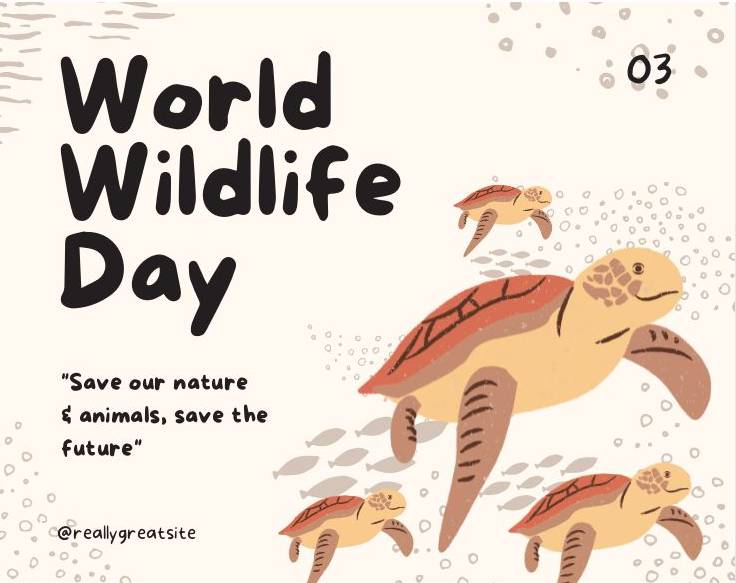 World
Wildlife
Day
03
"Save our nature
& animals, save the
future"
@reallygreatsite